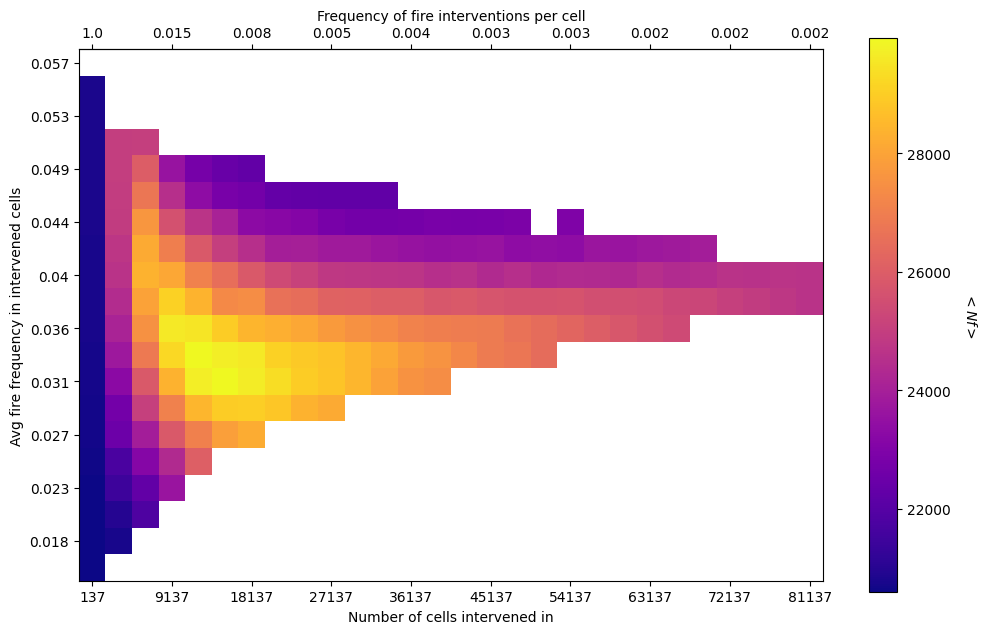 Frequency of fire interventions per cell
1.0 0.015 0.008 0.005 0.004 0.003 0.003 0.002 0.002 0.002
Avg fire frequency in intervened cells
0.057
0.053
0.049
0.044
0.04
0.036
0.031
0.027
0.023
0.018
137 9137 18137 27137 36137 45137 54137 63137 72137 81137
Number of cells intervened in
28000
26000
24000
22000
< Nf >